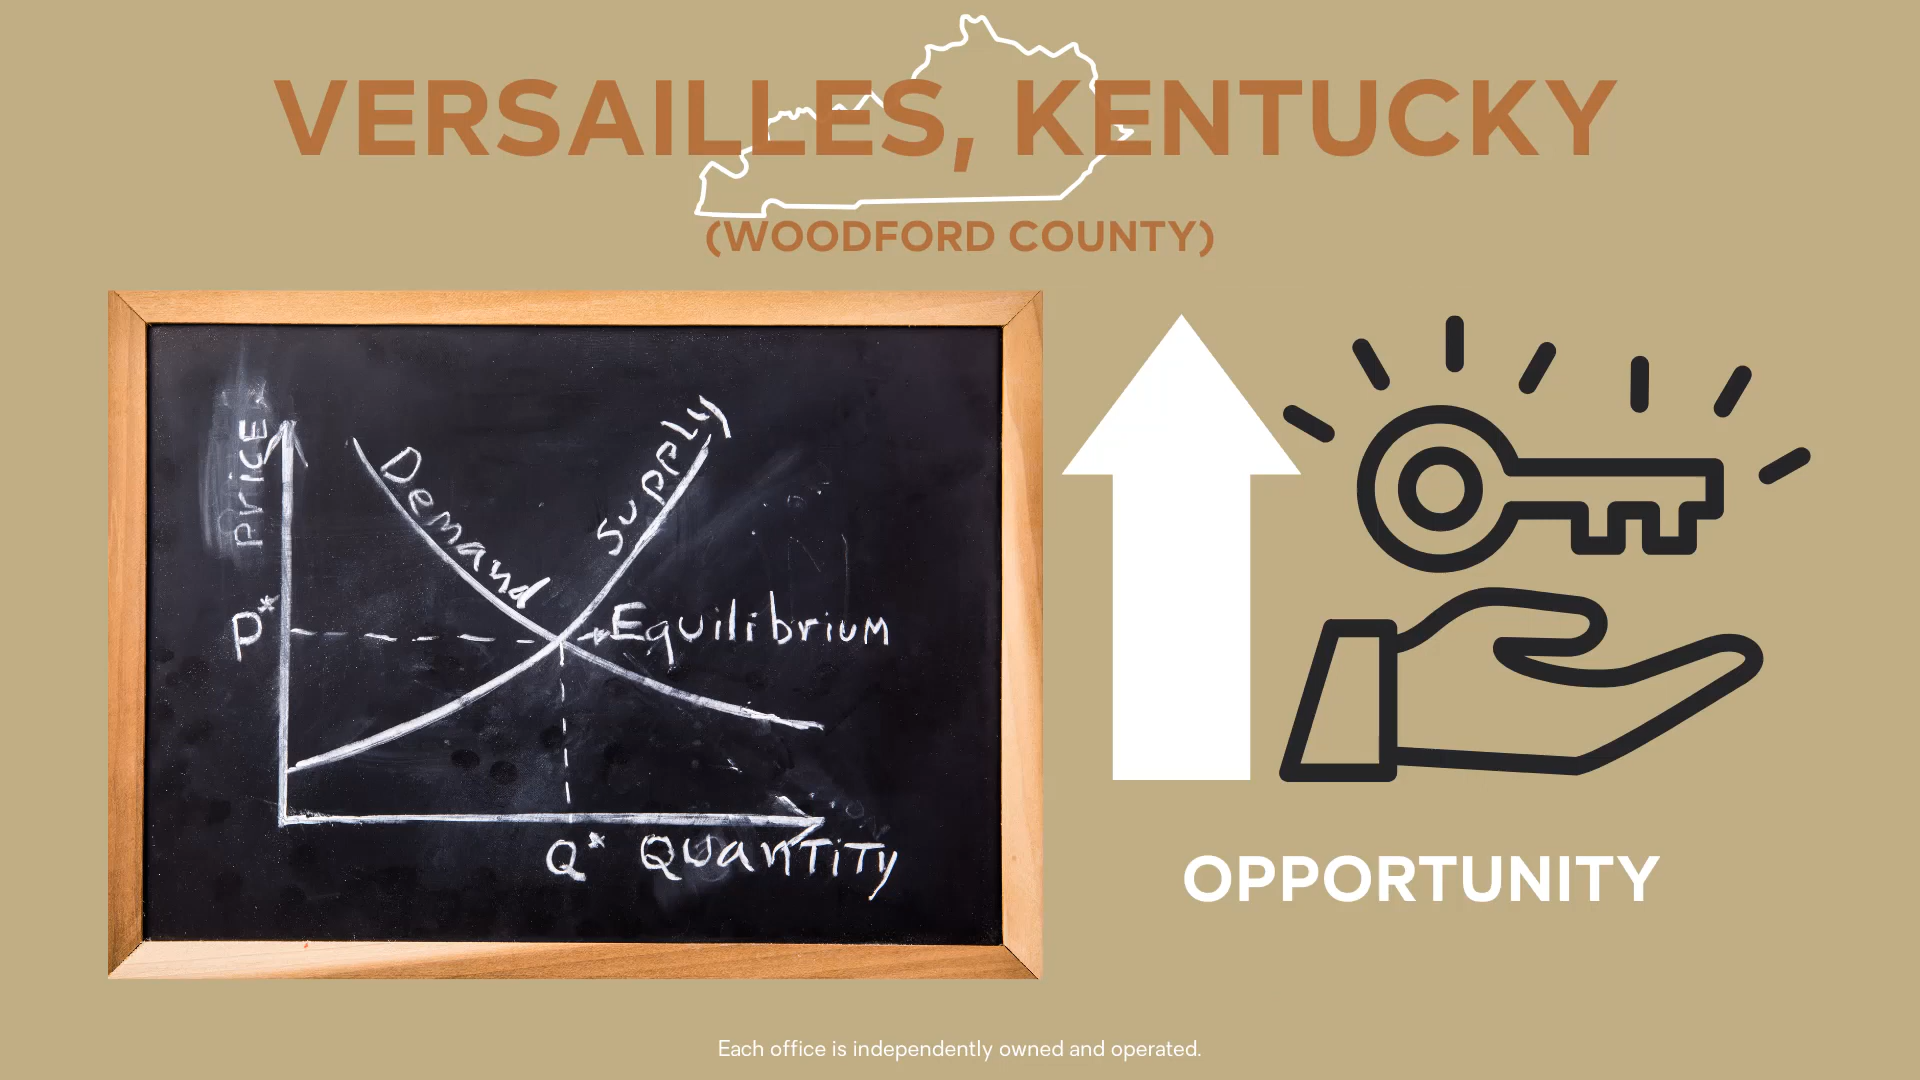 VERSAILLES, KENTUCKY
(WOODFORD COUNTY)
Price
Demand
Supply
P*
Equilibrium
Q*
QUANTITY
OPPORTUNITY
Each office is independently owned and operated.